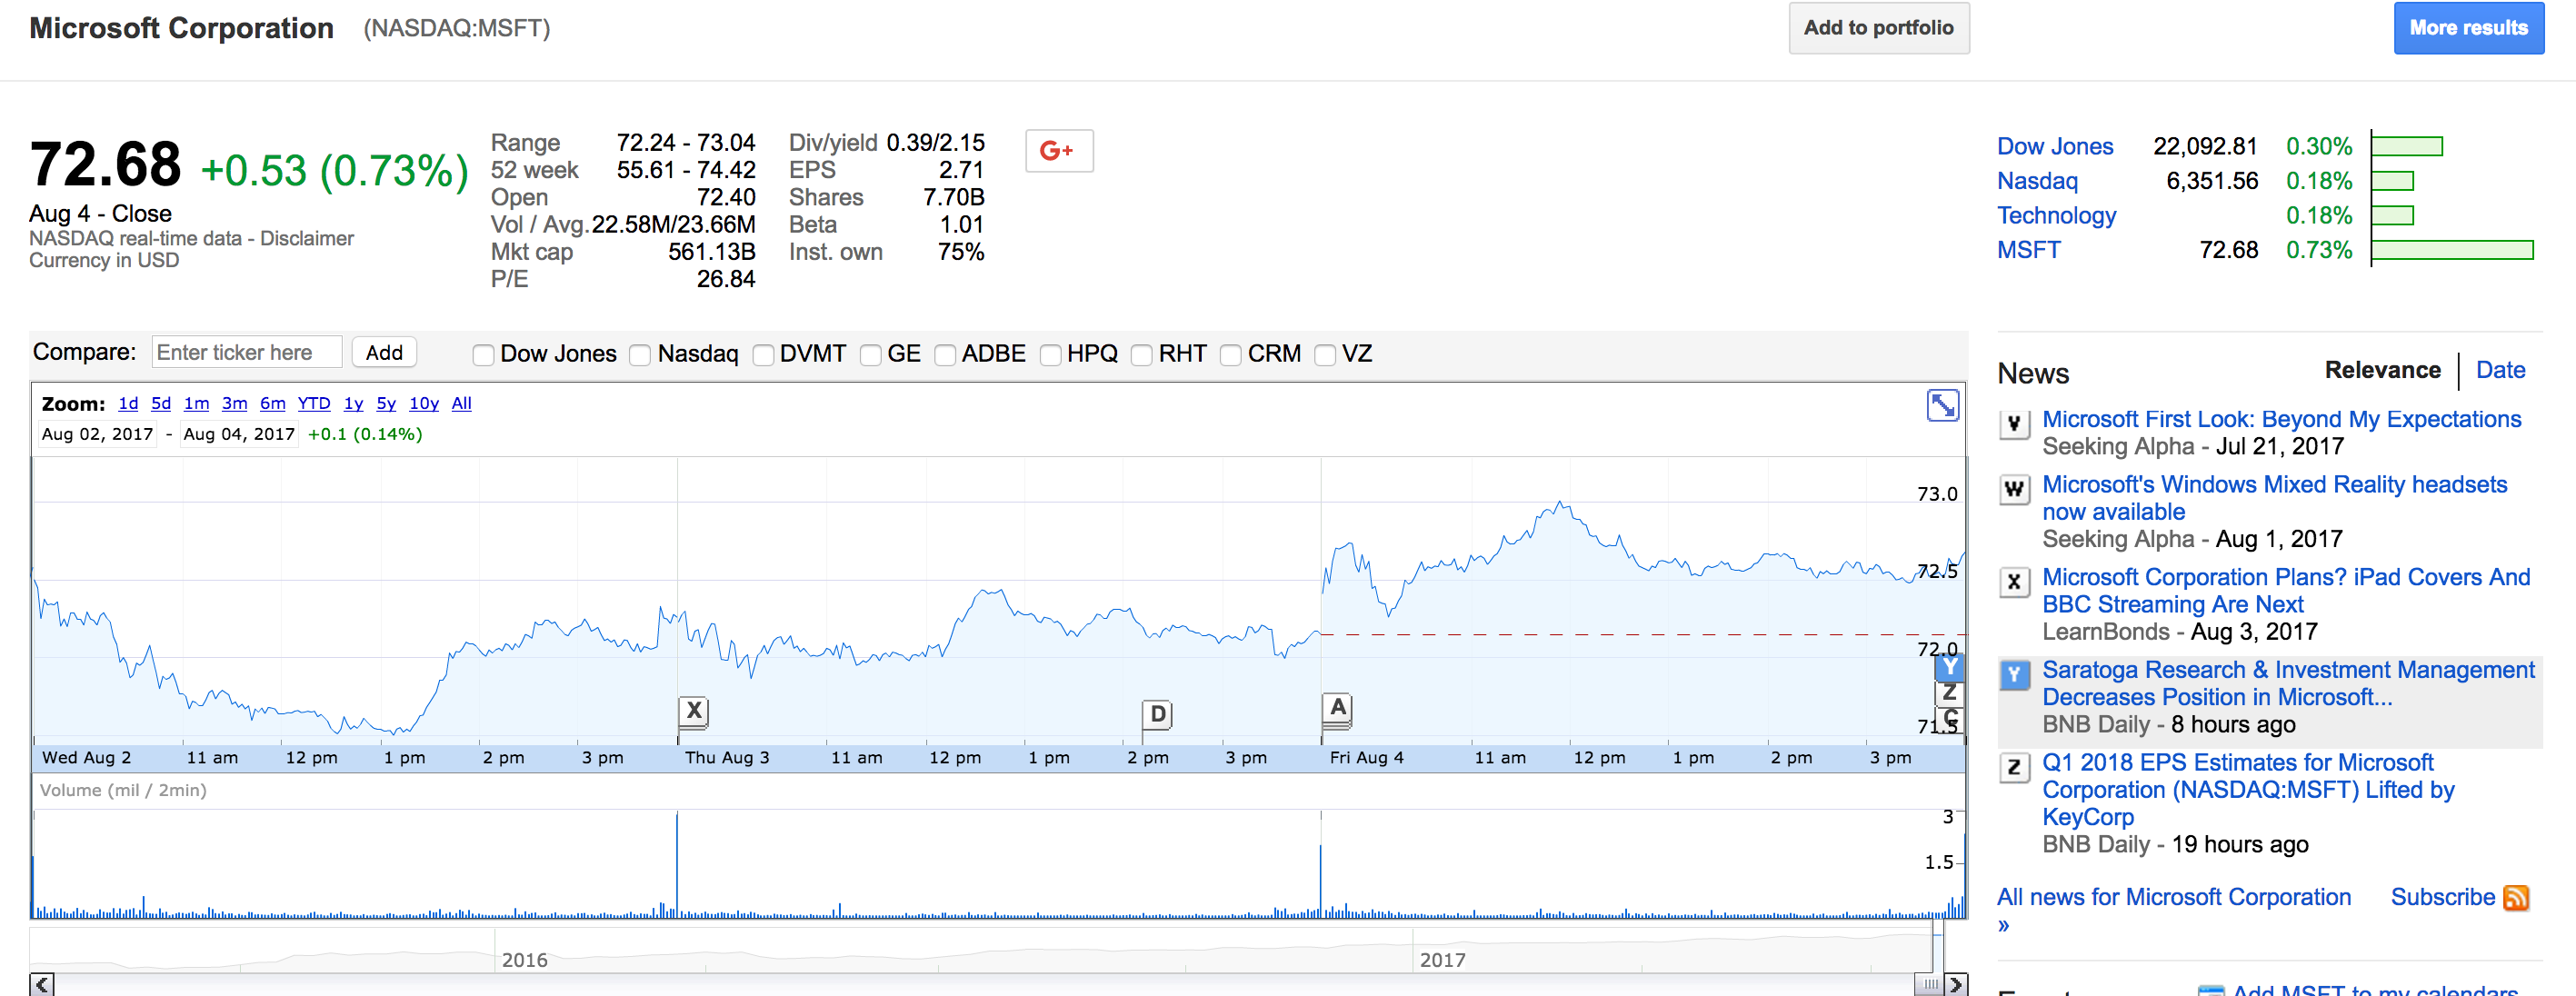 Microsoft Corporation (NASDAQ:MSFT) Add to portfolio More results
72.68 +0.53 (0.73%)
Aug 4 - Close
NASDAQ real-time data - Disclaimer
Currency in USD
Range 72.24 - 73.04
52 week 55.61 - 74.42
Open 72.40
Vol / Avg. 22.58M/23.66M
Mkt cap 561.13B
P/E 26.84
Div/yield 0.39/2.15
EPS 2.71
Shares 7.70B
Beta 1.01
Inst. own 75%
G+
Dow Jones 22,092.81 0.30%
Nasdaq 6,351.56 0.18%
Technology 0.18%
MSFT 72.68 0.73%
Compare: Enter ticker here Add Dow Jones Nasdaq DVMT GE ADBE HPQ RHT CRM VZ
Zoom: 1d 5d 1m 3m 6m YTD 1y 5y 10y All
Aug 02, 2017 - Aug 04, 2017 +0.1 (0.14%)
73.0
72.5
72.0
71.5
X
D
A
Y
Z
C
Wed Aug 2 11 am 12 pm 1 pm 2 pm 3 pm Thu Aug 3 11 am 12 pm 1 pm 2 pm 3 pm Fri Aug 4 11 am 12 pm 1 pm 2 pm 3 pm
Volume (mil / 2min)
3
1.5
2016 2017
News Relevance Date
V Microsoft First Look: Beyond My Expectations
Seeking Alpha - Jul 21, 2017
W Microsoft's Windows Mixed Reality headsets
now available
Seeking Alpha - Aug 1, 2017
X Microsoft Corporation Plans? iPad Covers And
BBC Streaming Are Next
LearnBonds - Aug 3, 2017
Y Saratoga Research & Investment Management
Decreases Position in Microsoft...
BNB Daily - 8 hours ago
Z Q1 2018 EPS Estimates for Microsoft
Corporation (NASDAQ:MSFT) Lifted by
KeyCorp
BNB Daily - 19 hours ago
All news for Microsoft Corporation Subscribe
»
Add MSFT to my calendars